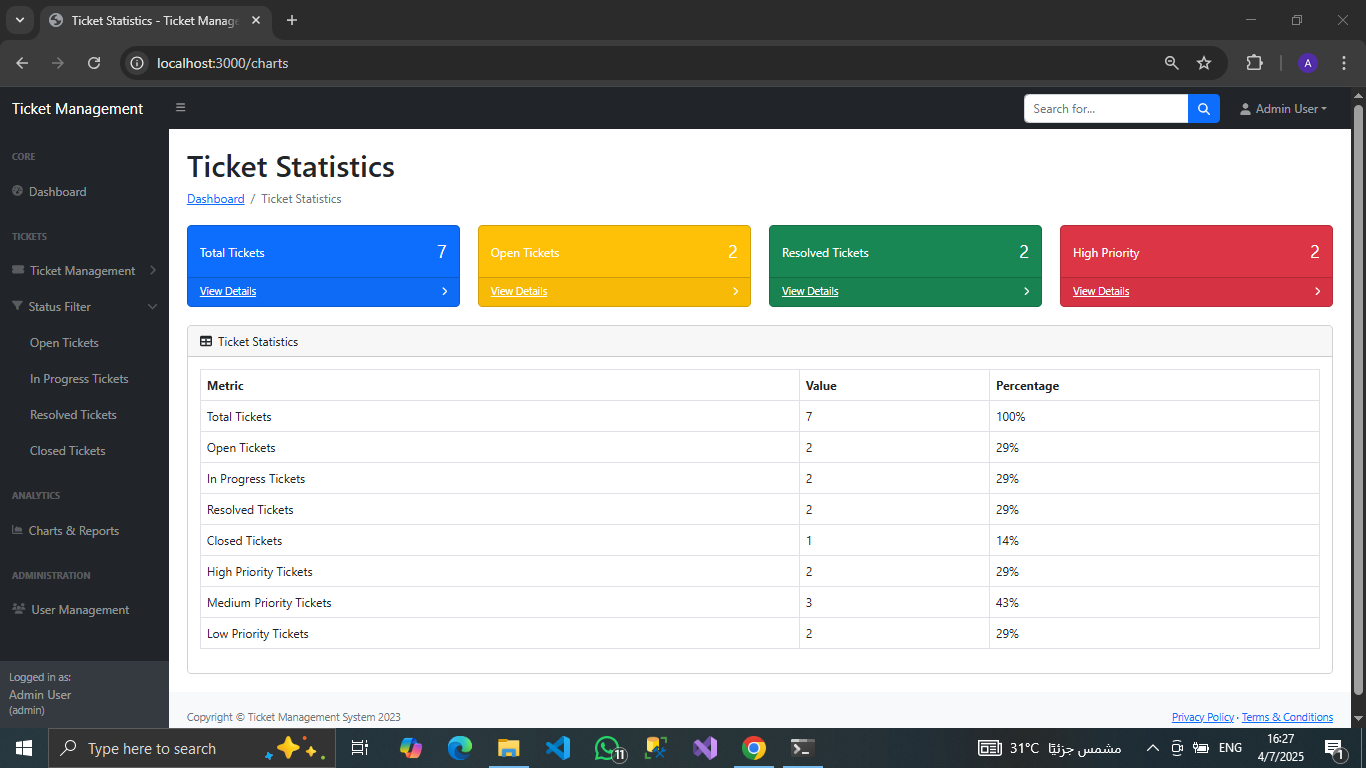 Ticket Statistics - Ticket Manag
localhost:3000/charts
A
Ticket Management
Search for...
Admin User
CORE
Dashboard
TICKETS
Ticket Management
Status Filter
Open Tickets
In Progress Tickets
Resolved Tickets
Closed Tickets
ANALYTICS
Charts & Reports
ADMINISTRATION
User Management
Logged in as:
Admin User
(admin)
Ticket Statistics
Dashboard / Ticket Statistics
Total Tickets 7
View Details
Open Tickets 2
View Details
Resolved Tickets 2
View Details
High Priority 2
View Details
Ticket Statistics
Metric Value Percentage
Total Tickets 7 100%
Open Tickets 2 29%
In Progress Tickets 2 29%
Resolved Tickets 2 29%
Closed Tickets 1 14%
High Priority Tickets 2 29%
Medium Priority Tickets 3 43%
Low Priority Tickets 2 29%
Copyright © Ticket Management System 2023
Privacy Policy · Terms & Conditions
Type here to search
11
31°C مشمس جزئيًا
ENG
16:27
4/7/2025
1